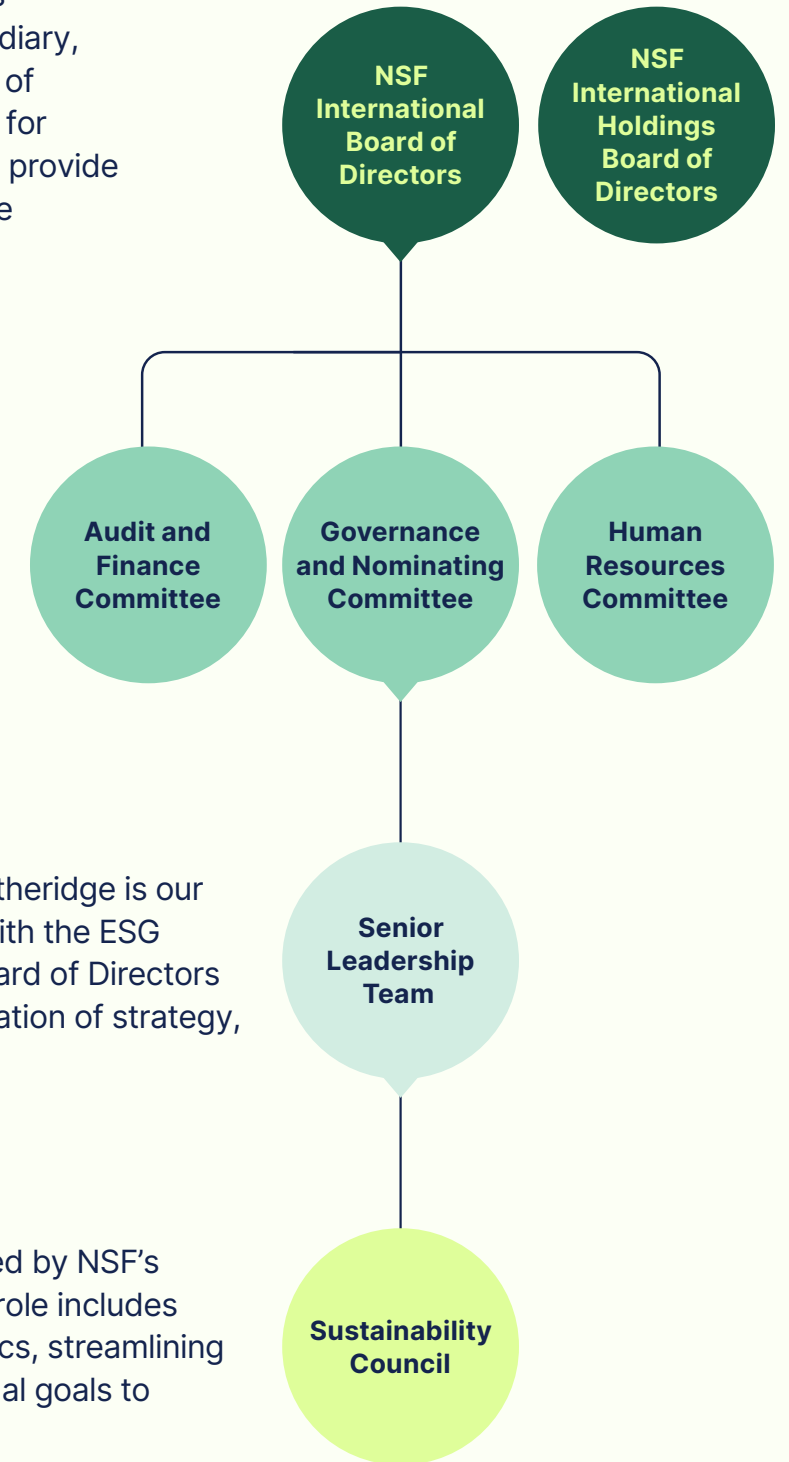 diary,
of
for
provide
NSF
International
Board of
Directors
NSF
International
Holdings
Board of
Directors
Audit and
Finance
Committee
Governance
and Nominating
Committee
Human
Resources
Committee
theridge is our
ith the ESG
ard of Directors
ation of strategy,
Senior
Leadership
Team
ed by NSF’s
role includes
cs, streamlining
al goals to
Sustainability
Council